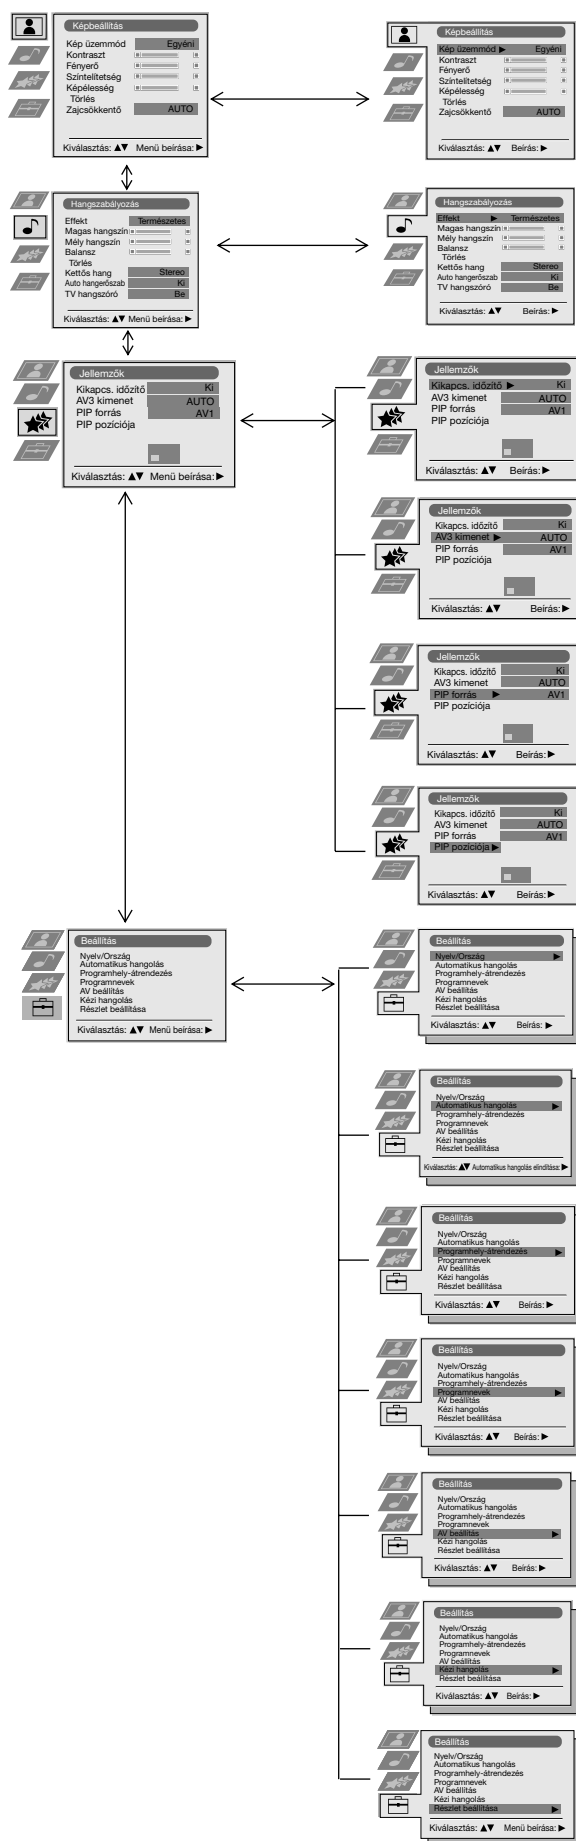 Képbeállítás
Kép üzemmód Egyéni
Kontraszt
Fényerő
Színtelítetség
Képélesség
Törlés
Zajcsökkentő AUTO
Kiválasztás: ▲▼ Menü beírása: ▶
Képbeállítás
Kép üzemmód ▶ Egyéni
Kontraszt
Fényerő
Színtelítetség
Képélesség
Törlés
Zajcsökkentő AUTO
Kiválasztás: ▲▼ Beírás: ▶
Hangszabályozás
Effekt Természetes
Magas hangszín
Mély hangszín
Balansz
Törlés
Kettős hang Stereo
Auto hangerőszab Ki
TV hangszóró Be
Kiválasztás: ▲▼ Menü beírása: ▶
Hangszabályozás
Effekt ▶ Természetes
Magas hangszín
Mély hangszín
Balansz
Törlés
Kettős hang Stereo
Auto hangerőszab Ki
TV hangszóró Be
Kiválasztás: ▲▼ Beírás: ▶
Jellemzők
Kikapcs. időzítő Ki
AV3 kimenet AUTO
PIP forrás AV1
PIP pozíciója
Kiválasztás: ▲▼ Menü beírása: ▶
Jellemzők
Kikapcs. időzítő ▶ Ki
AV3 kimenet AUTO
PIP forrás AV1
PIP pozíciója
Kiválasztás: ▲▼ Beírás: ▶
Jellemzők
Kikapcs. időzítő Ki
AV3 kimenet ▶ AUTO
PIP forrás AV1
PIP pozíciója
Kiválasztás: ▲▼ Beírás: ▶
Jellemzők
Kikapcs. időzítő Ki
AV3 kimenet AUTO
PIP forrás ▶ AV1
PIP pozíciója
Kiválasztás: ▲▼ Beírás: ▶
Jellemzők
Kikapcs. időzítő Ki
AV3 kimenet AUTO
PIP forrás AV1
PIP pozíciója ▶
Kiválasztás: ▲▼ Beírás: ▶
Beállítás
Nyelv/Ország
Automatikus hangolás
Programhely-átrendezés
Programnevek
AV beállítás
Kézi hangolás
Részlet beállítása
Kiválasztás: ▲▼ Menü beírása: ▶
Beállítás
Nyelv/Ország ▶
Automatikus hangolás
Programhely-átrendezés
Programnevek
AV beállítás
Kézi hangolás
Részlet beállítása
Kiválasztás: ▲▼ Beírás: ▶
Beállítás
Nyelv/Ország
Automatikus hangolás ▶
Programhely-átrendezés
Programnevek
AV beállítás
Kézi hangolás
Részlet beállítása
Kiválasztás: ▲▼ Automatikus hangolás elindítása: ▶
Beállítás
Nyelv/Ország
Automatikus hangolás
Programhely-átrendezés ▶
Programnevek
AV beállítás
Kézi hangolás
Részlet beállítása
Kiválasztás: ▲▼ Beírás: ▶
Beállítás
Nyelv/Ország
Automatikus hangolás
Programhely-átrendezés
Programnevek ▶
AV beállítás
Kézi hangolás
Részlet beállítása
Kiválasztás: ▲▼ Beírás: ▶
Beállítás
Nyelv/Ország
Automatikus hangolás
Programhely-átrendezés
Programnevek
AV beállítás ▶
Kézi hangolás
Részlet beállítása
Kiválasztás: ▲▼ Beírás: ▶
Beállítás
Nyelv/Ország
Automatikus hangolás
Programhely-átrendezés
Programnevek
AV beállítás
Kézi hangolás ▶
Részlet beállítása
Kiválasztás: ▲▼ Beírás: ▶
Beállítás
Nyelv/Ország
Automatikus hangolás
Programhely-átrendezés
Programnevek
AV beállítás
Kézi hangolás
Részlet beállítása ▶
Kiválasztás: ▲▼ Menü beírása: ▶